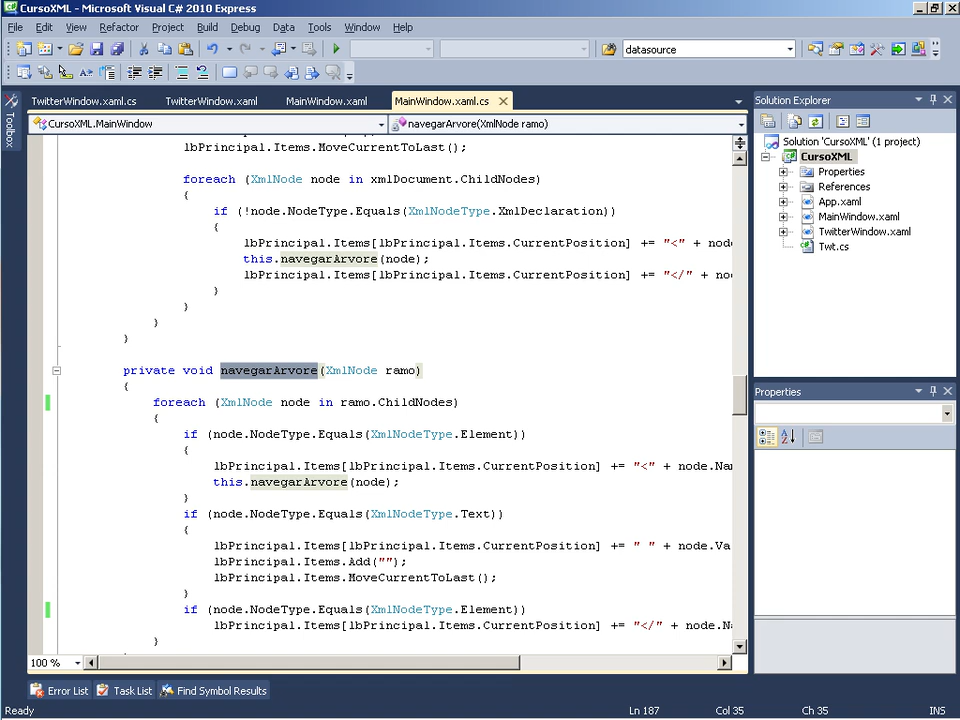 CursoXML - Microsoft Visual C# 2010 Express
File Edit View Refactor Project Build Debug Data Tools Window Help
datasource
Toolbox
TwitterWindow.xaml.cs TwitterWindow.xaml MainWindow.xaml MainWindow.xaml.cs
CursoXML.MainWindow navegarArvore(XmlNode ramo)
lbPrincipal.Items.MoveCurrentToLast();
foreach (XmlNode node in xmlDocument.ChildNodes)
{
if (!node.NodeType.Equals(XmlNodeType.XmlDeclaration))
{
lbPrincipal.Items[lbPrincipal.Items.CurrentPosition] += "<" + node
this.navegarArvore(node);
lbPrincipal.Items[lbPrincipal.Items.CurrentPosition] += "</" + no
}
}
}
}
private void navegarArvore(XmlNode ramo)
{
foreach (XmlNode node in ramo.ChildNodes)
{
if (node.NodeType.Equals(XmlNodeType.Element))
{
lbPrincipal.Items[lbPrincipal.Items.CurrentPosition] += "<" + node.Nam
this.navegarArvore(node);
}
if (node.NodeType.Equals(XmlNodeType.Text))
{
lbPrincipal.Items[lbPrincipal.Items.CurrentPosition] += " " + node.Va
lbPrincipal.Items.Add("");
lbPrincipal.Items.MoveCurrentToLast();
}
if (node.NodeType.Equals(XmlNodeType.Element))
lbPrincipal.Items[lbPrincipal.Items.CurrentPosition] += "</" + node.N
}
100 %
Solution Explorer
Solution 'CursoXML' (1 project)
CursoXML
Properties
References
App.xaml
MainWindow.xaml
TwitterWindow.xaml
Twt.cs
Properties
Error List Task List Find Symbol Results
Ready Ln 187 Col 35 Ch 35 INS